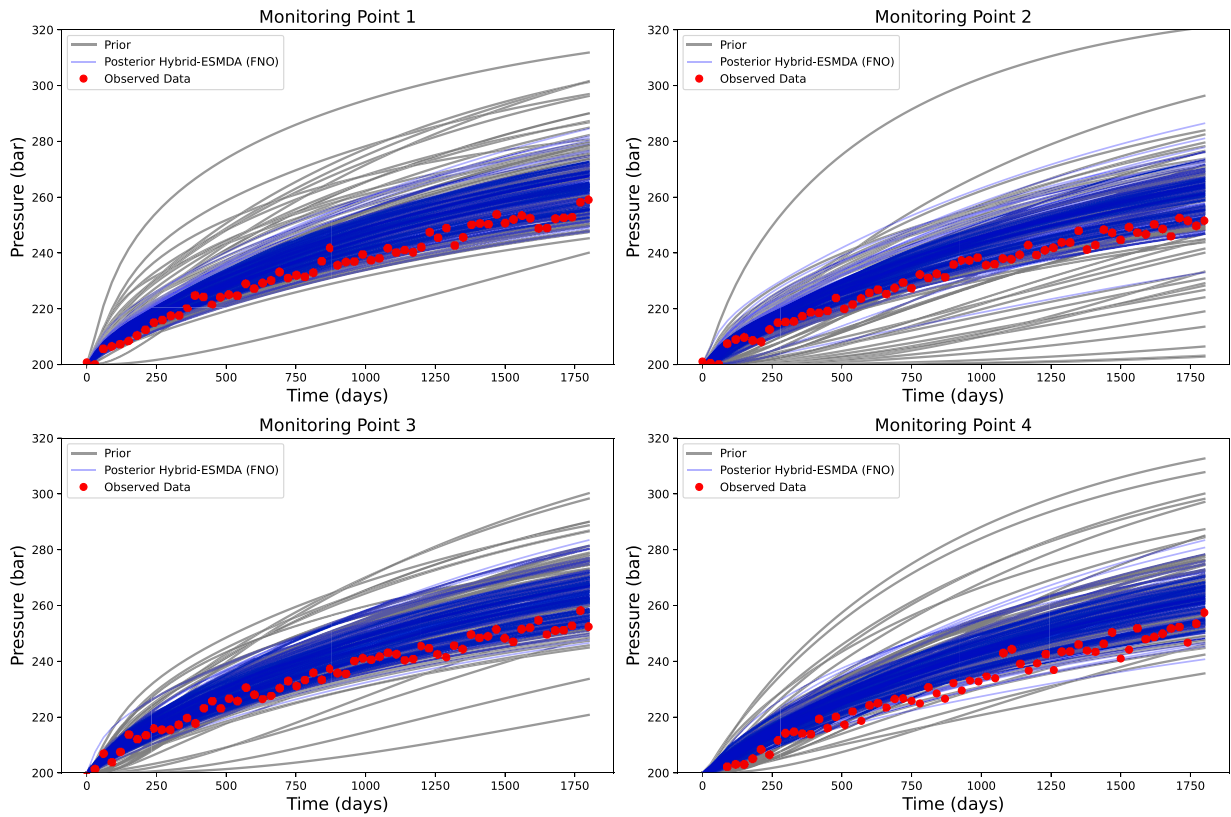 Monitoring Point 1
320
300
280
260
240
220
200
Pressure (bar)
Prior
Posterior Hybrid-ESMDA (FNO)
Observed Data
0 250 500 750 1000 1250 1500 1750
Time (days)
Monitoring Point 2
320
300
280
260
240
220
200
Pressure (bar)
Prior
Posterior Hybrid-ESMDA (FNO)
Observed Data
0 250 500 750 1000 1250 1500 1750
Time (days)
Monitoring Point 3
320
300
280
260
240
220
200
Pressure (bar)
Prior
Posterior Hybrid-ESMDA (FNO)
Observed Data
0 250 500 750 1000 1250 1500 1750
Time (days)
Monitoring Point 4
320
300
280
260
240
220
200
Pressure (bar)
Prior
Posterior Hybrid-ESMDA (FNO)
Observed Data
0 250 500 750 1000 1250 1500 1750
Time (days)